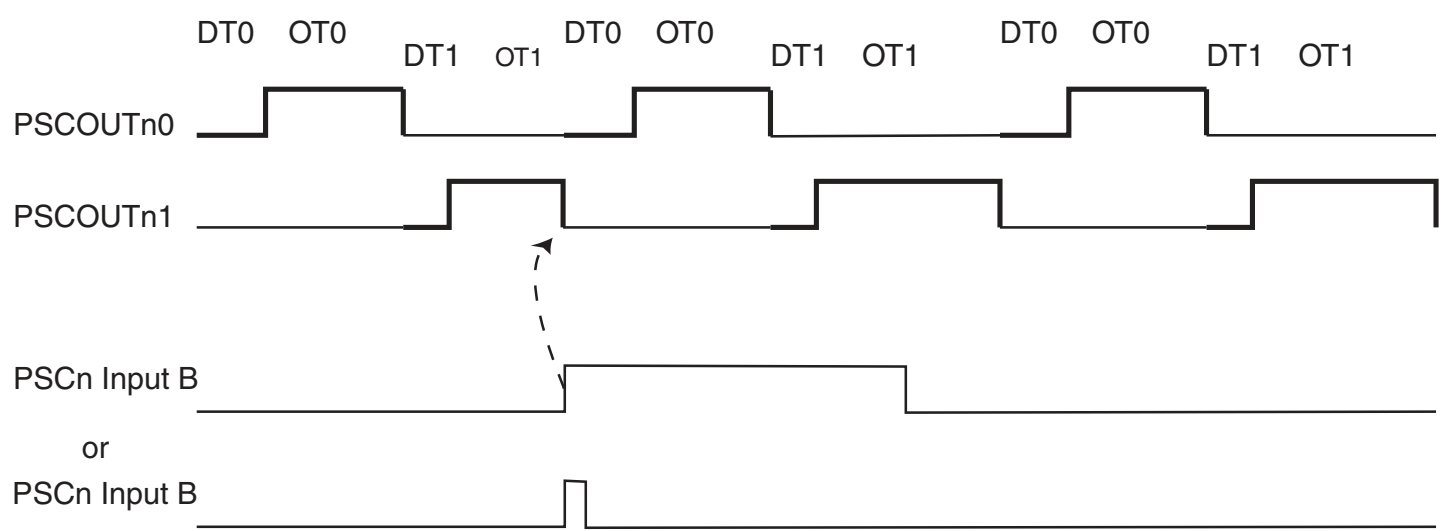 DT0 OT0 DT0 OT0 DT0 OT0
DT1 OT1 DT1 OT1 DT1 OT1
PSCOUTn0
PSCOUTn1
PSCn Input B
or
PSCn Input B